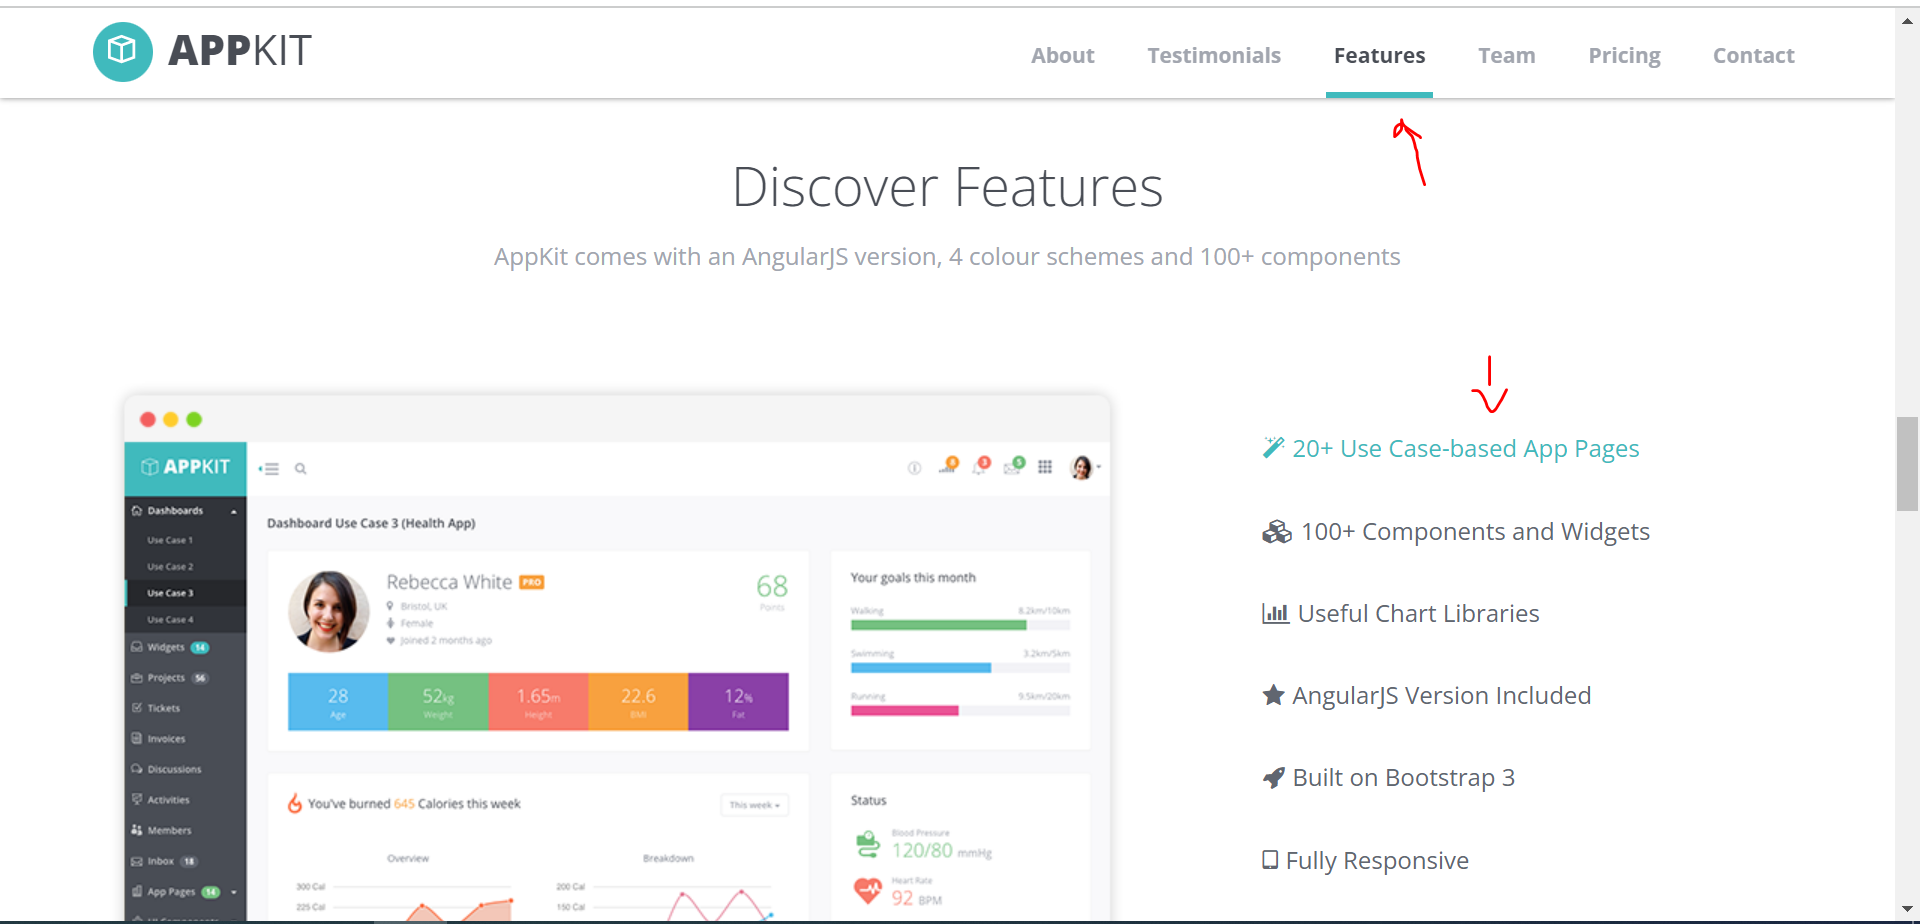 APPKIT
About Testimonials Features Team Pricing Contact
Discover Features
AppKit comes with an AngularJS version, 4 colour schemes and 100+ components
APPKIT
8 3 5
Dashboards
Use Case 1
Use Case 2
Use Case 3
Use Case 4
Widgets 14
Projects 56
Tickets
Invoices
Discussions
Activities
Members
Inbox 18
App Pages 14
UI Components
Dashboard Use Case 3 (Health App)
Rebecca White PRO
Bristol, UK
Female
Joined 2 months ago
68
Points
28
Age
52kg
Weight
1.65m
Height
22.6
BMI
12%
Fat
Your goals this month
Walking 8.2km/10km
Swimming 3.2km/5km
Running 9.5km/20km
You've burned 645 Calories this week
This week
Overview
300 Cal
225 Cal
Breakdown
200 Cal
150 Cal
Status
Blood Pressure
120/80 mmHg
Heart Rate
92 BPM
20+ Use Case-based App Pages
100+ Components and Widgets
Useful Chart Libraries
AngularJS Version Included
Built on Bootstrap 3
Fully Responsive